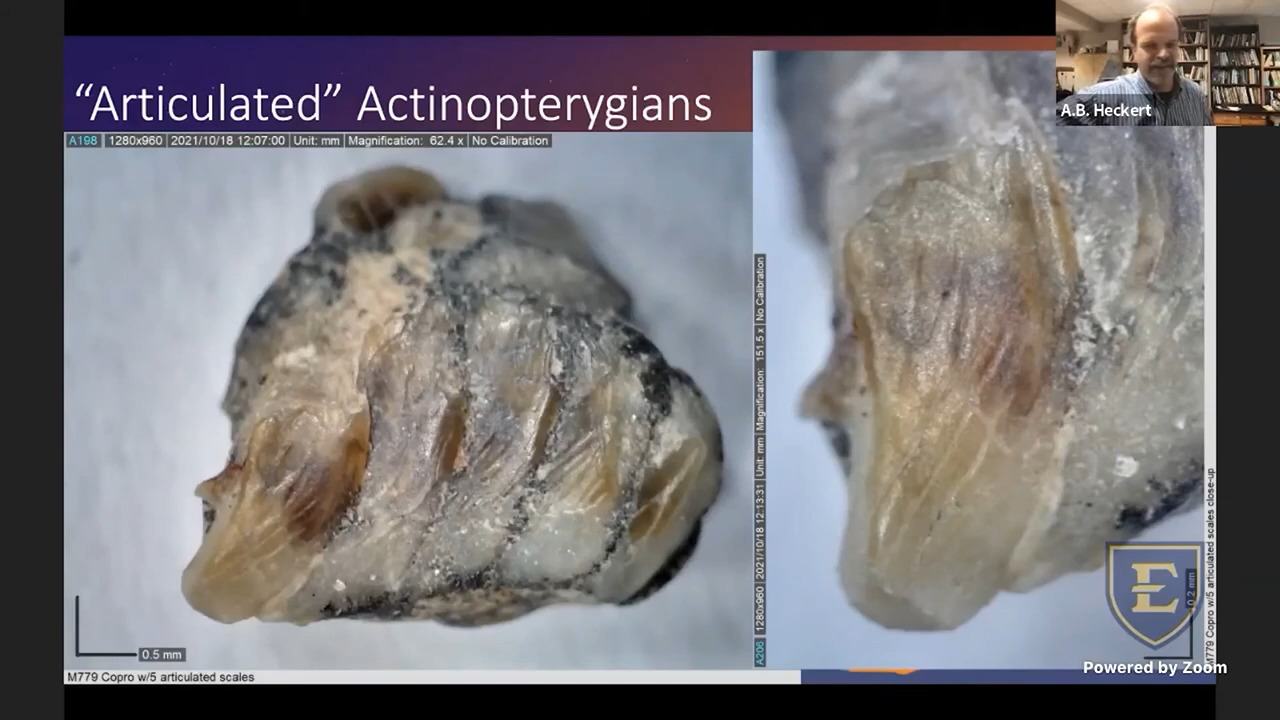 "Articulated" Actinopterygians
A.B. Heckert
A198 1280x960 2021/10/18 12:07:00 Unit: mm Magnification: 62.4 x No Calibration
A206 1280x960 2021/10/18 12:13:31 Unit: mm Magnification: 151.5 x No Calibration
0.5 mm
M779 Copro w/5 articulated scales
E
0.2 mm
M779 Copro w/5 articulated scales close-up
Powered by Zoom